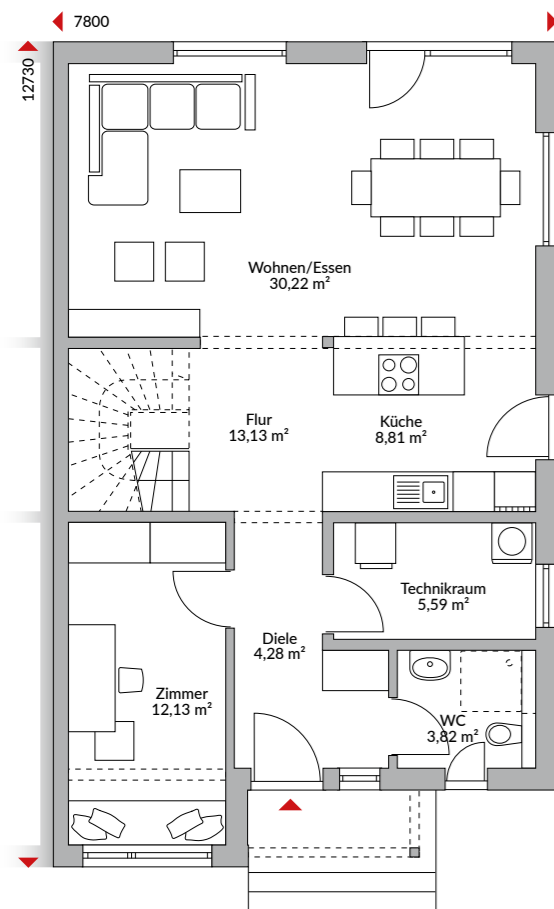 7800
12730
Wohnen/Essen
30,22 m²
Flur
13,13 m²
Küche
8,81 m²
Technikraum
5,59 m²
Diele
4,28 m²
Zimmer
12,13 m²
WC
3,82 m²